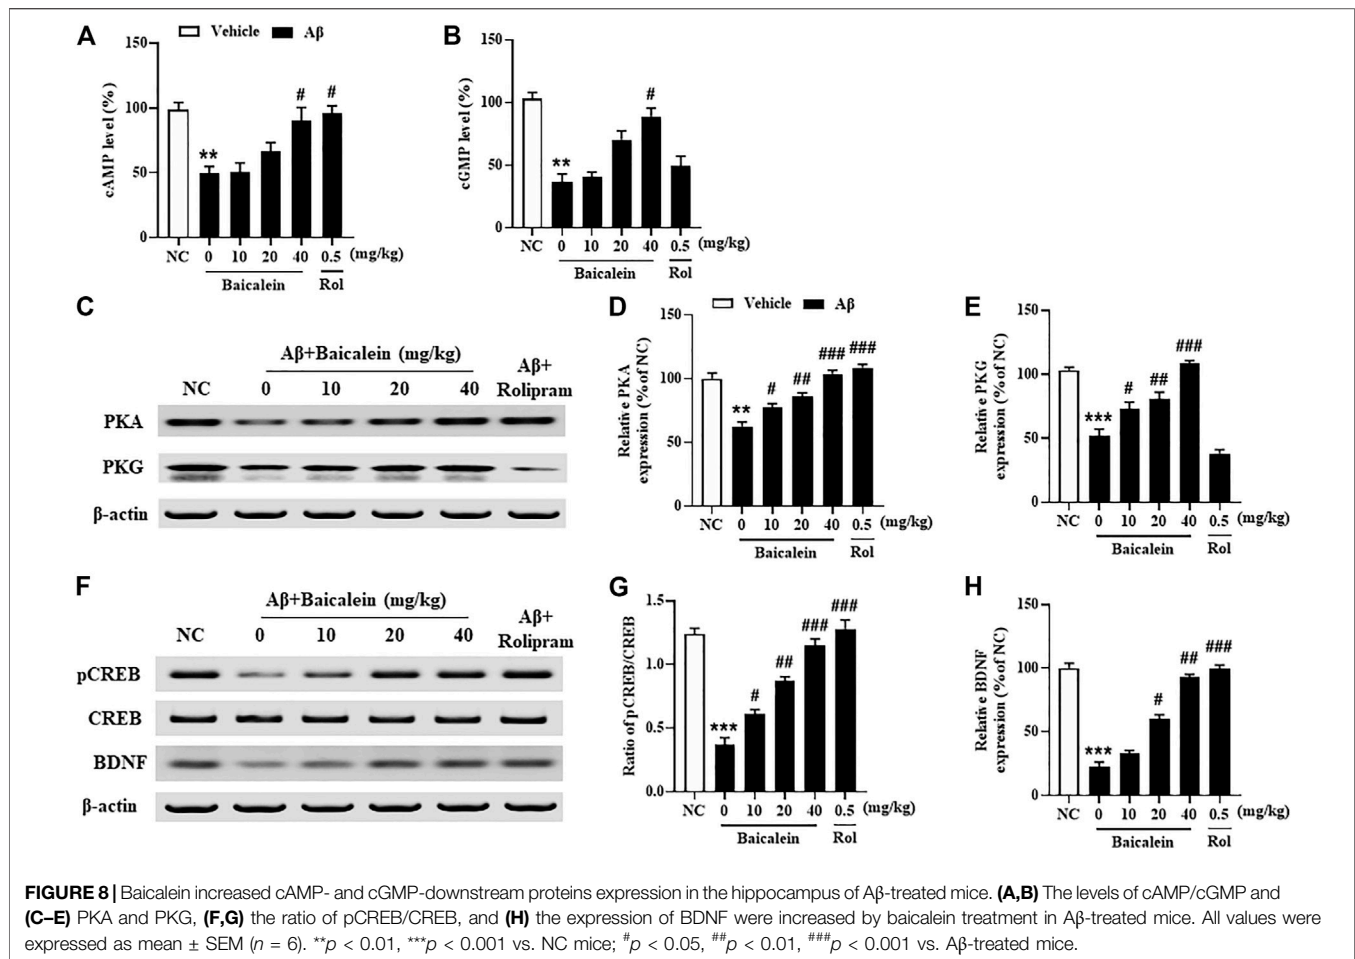 A
Vehicle Aβ
cAMP level (%)
150
100
50
0
**
#
#
NC 0 10 20 40 0.5 (mg/kg)
Baicalein Rol
B
cGMP level (%)
150
100
50
0
**
#
NC 0 10 20 40 0.5 (mg/kg)
Baicalein Rol
C
Aβ+Baicalein (mg/kg)
Aβ+
NC 0 10 20 40 Rolipram
PKA
PKG
β-actin
D
Vehicle Aβ
Relative PKA
expression (% of NC)
150
100
50
0
**
#
##
###
###
NC 0 10 20 40 0.5 (mg/kg)
Baicalein Rol
E
Relative PKG
expression (% of NC)
150
100
50
0
***
#
##
###
NC 0 10 20 40 0.5 (mg/kg)
Baicalein Rol
F
Aβ+Baicalein (mg/kg)
Aβ+
NC 0 10 20 40 Rolipram
pCREB
CREB
BDNF
β-actin
G
Ratio of pCREB/CREB
1.5
1.0
0.5
0.0
***
#
##
###
###
NC 0 10 20 40 0.5 (mg/kg)
Baicalein Rol
H
Relative BDNF
expression (% of NC)
150
100
50
0
***
#
##
###
NC 0 10 20 40 0.5 (mg/kg)
Baicalein Rol
FIGURE 8 | Baicalein increased cAMP- and cGMP-downstream proteins expression in the hippocampus of Aβ-treated mice. (A,B) The levels of cAMP/cGMP and
(C–E) PKA and PKG, (F,G) the ratio of pCREB/CREB, and (H) the expression of BDNF were increased by baicalein treatment in Aβ-treated mice. All values were
expressed as mean ± SEM (n = 6). **p < 0.01, ***p < 0.001 vs. NC mice; #p < 0.05, ##p < 0.01, ###p < 0.001 vs. Aβ-treated mice.